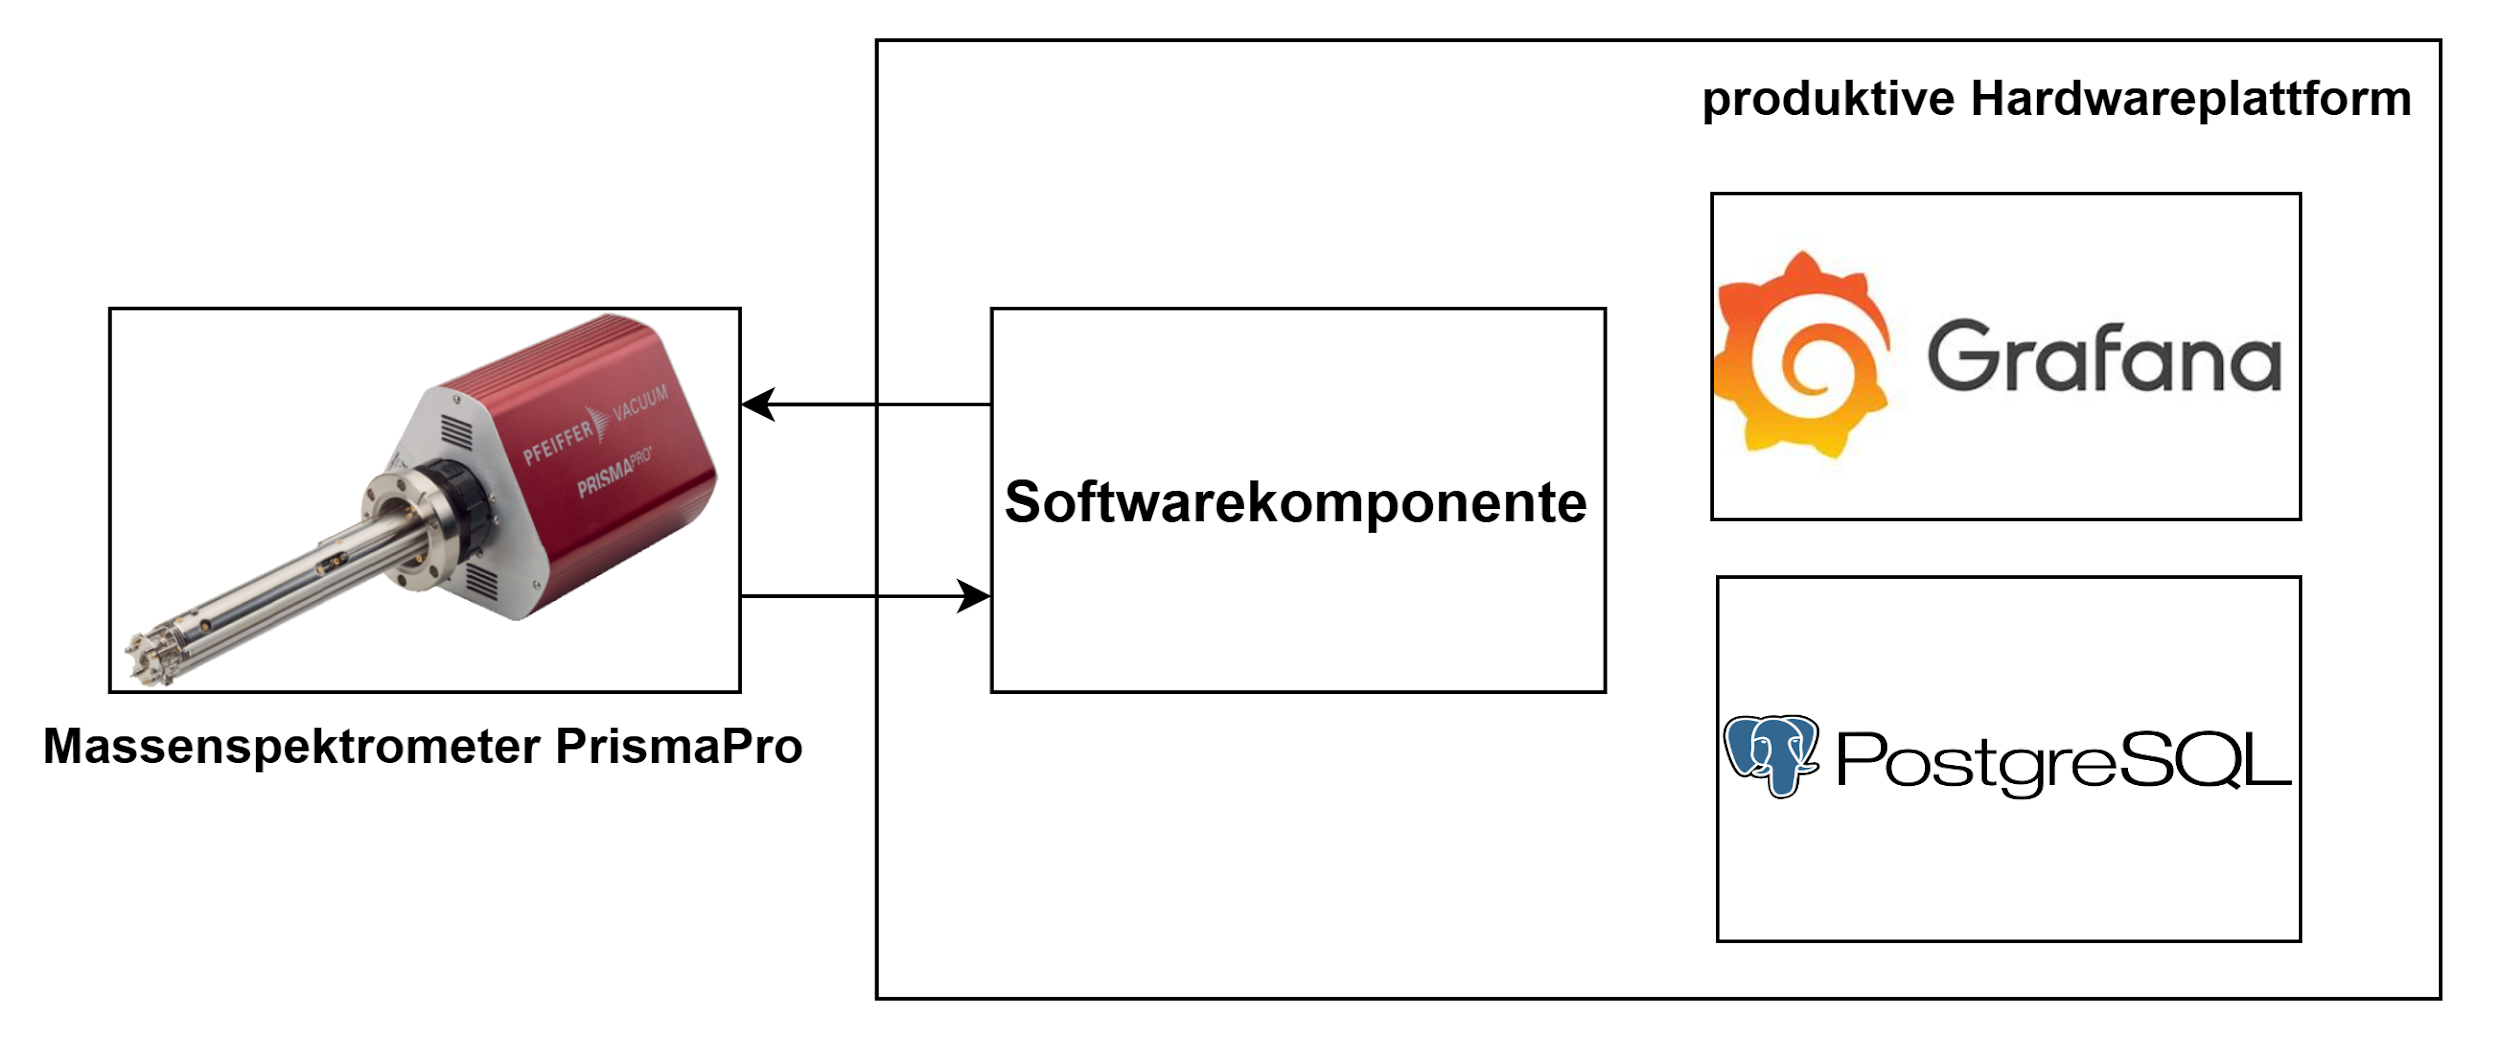 produktive Hardwareplattform
Grafana
PFEIFFER VACUUM
PRISMAPRO
Softwarekomponente
Massenspektrometer PrismaPro
PostgreSQL